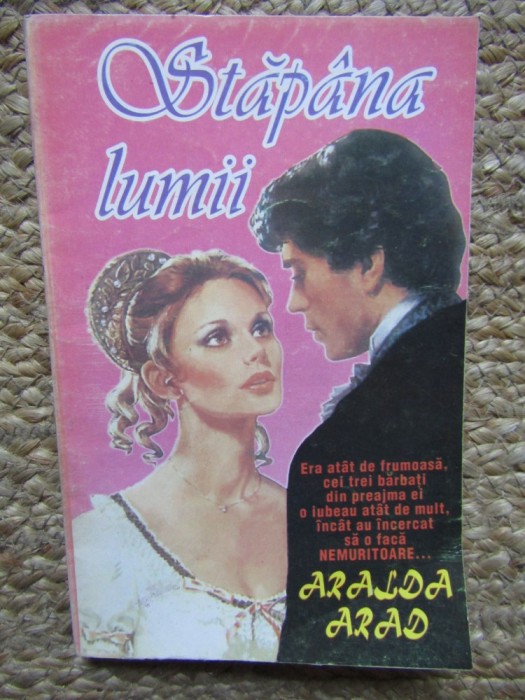 Stăpâna
lumii
Era atât de frumoasă,
cei trei bărbați
din preajma ei
o iubeau atât de mult,
încât au încercat
să o facă
NEMURITOARE...
ARALDA
ARAD